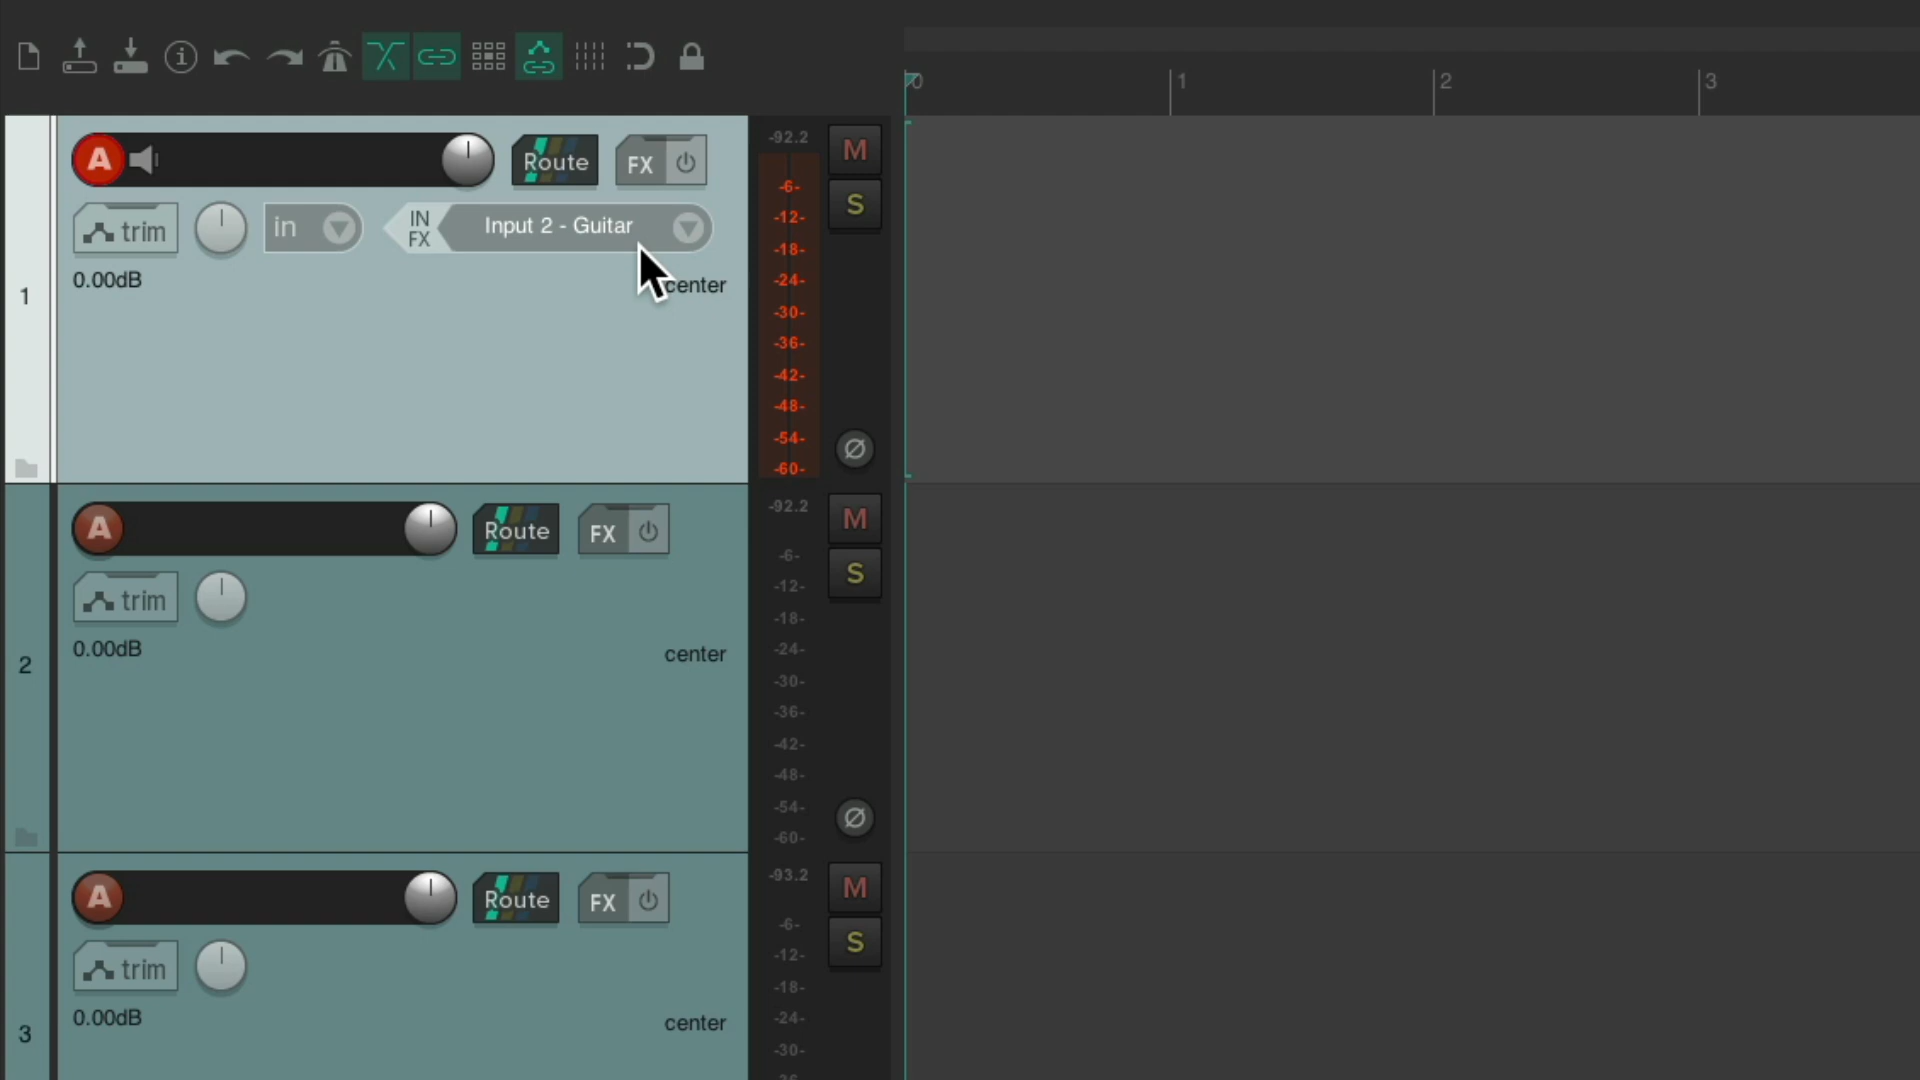 0 1 2 3
A Route FX -92.2 M
-6-
S
trim in IN FX Input 2 - Guitar
-12-
-18-
0.00dB center
-24-
1
-30-
-36-
-42-
-48-
-54-
Ø
-60-
A Route FX -92.2 M
-6-
S
trim
-12-
-18-
0.00dB center
-24-
2
-30-
-36-
-42-
-48-
-54-
Ø
-60-
A Route FX -93.2 M
-6-
S
trim
-12-
-18-
0.00dB center
-24-
3
-30-